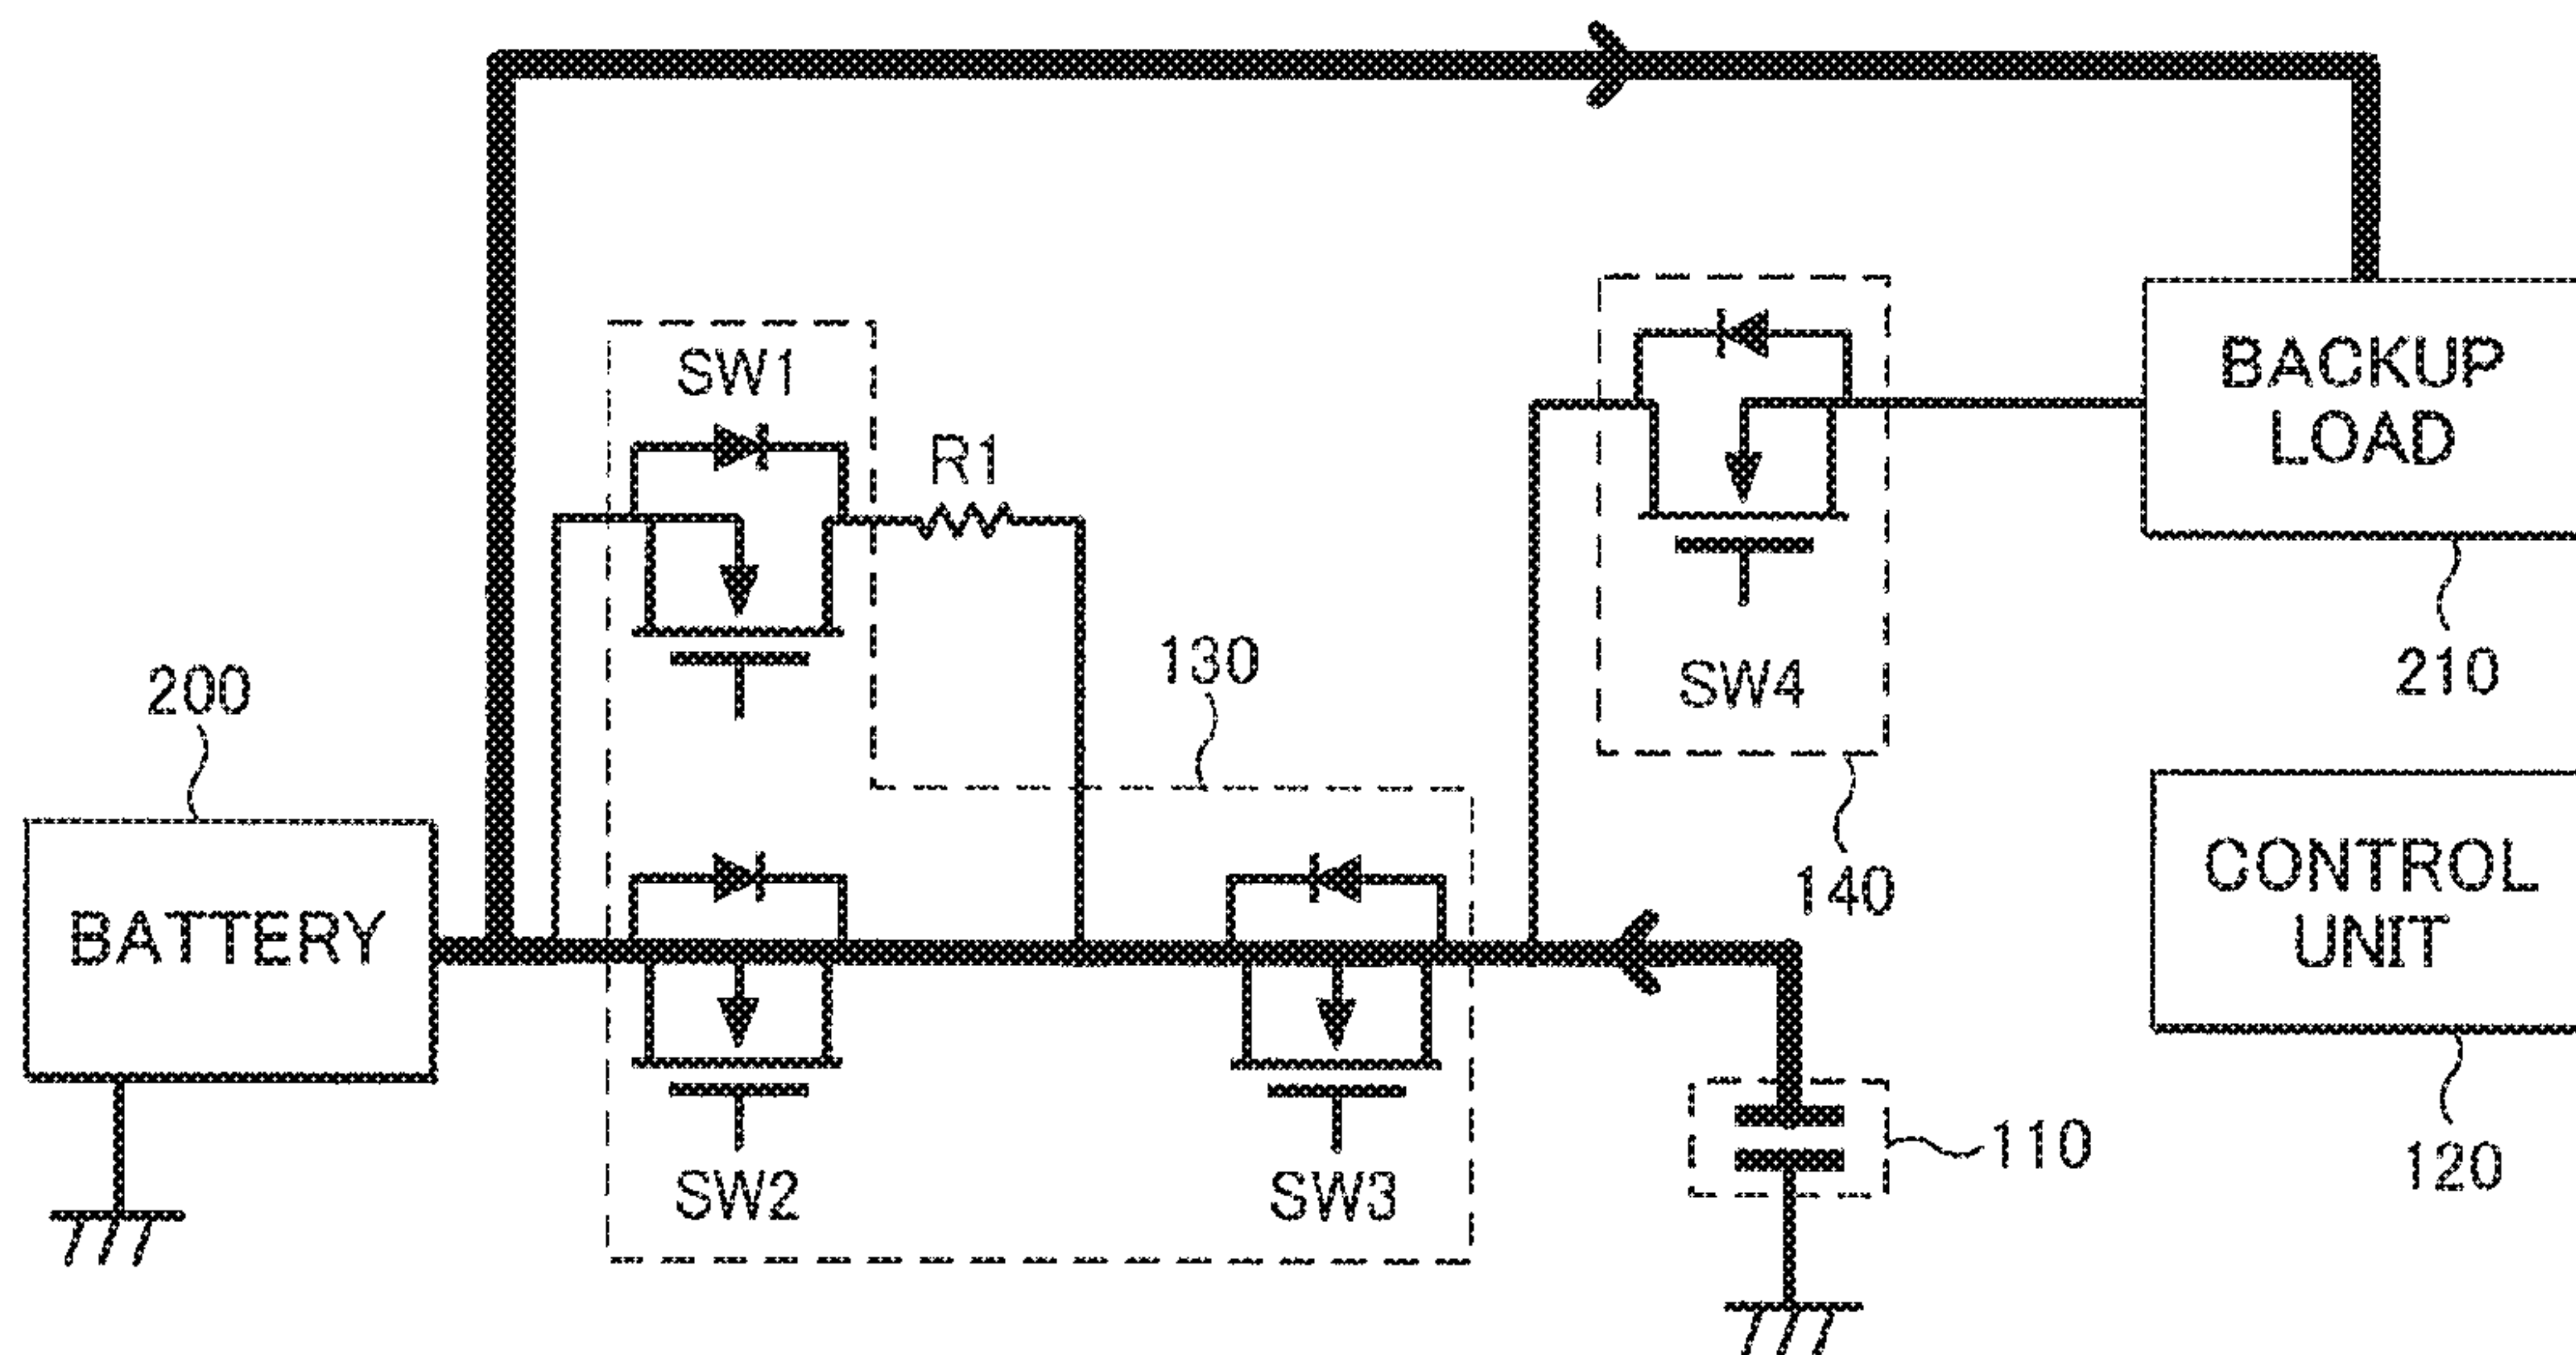 SW1
R1
BACKUP
LOAD
200
130
SW4
210
BATTERY
140
CONTROL
UNIT
SW2
SW3
110
120